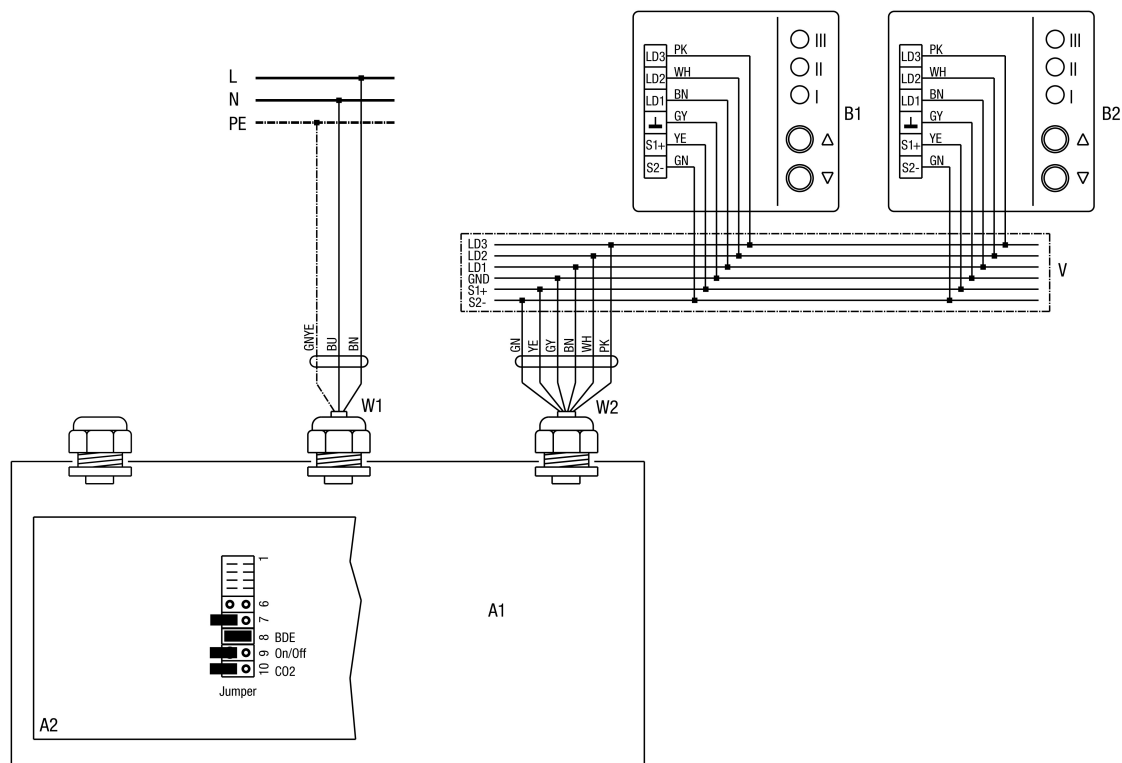 L
N
PE
GNYE
BU
BN
W1
LD3 PK
LD2 WH
LD1 BN
GY
S1+ YE
S2- GN
III
II
I
B1
LD3 PK
LD2 WH
LD1 BN
GY
S1+ YE
S2- GN
III
II
I
B2
LD3
LD2
LD1
GND
S1+
S2-
V
GN
YE
GY
BN
WH
PK
W2
A1
1
6
7
8 BDE
9 On/Off
10 CO2
Jumper
A2